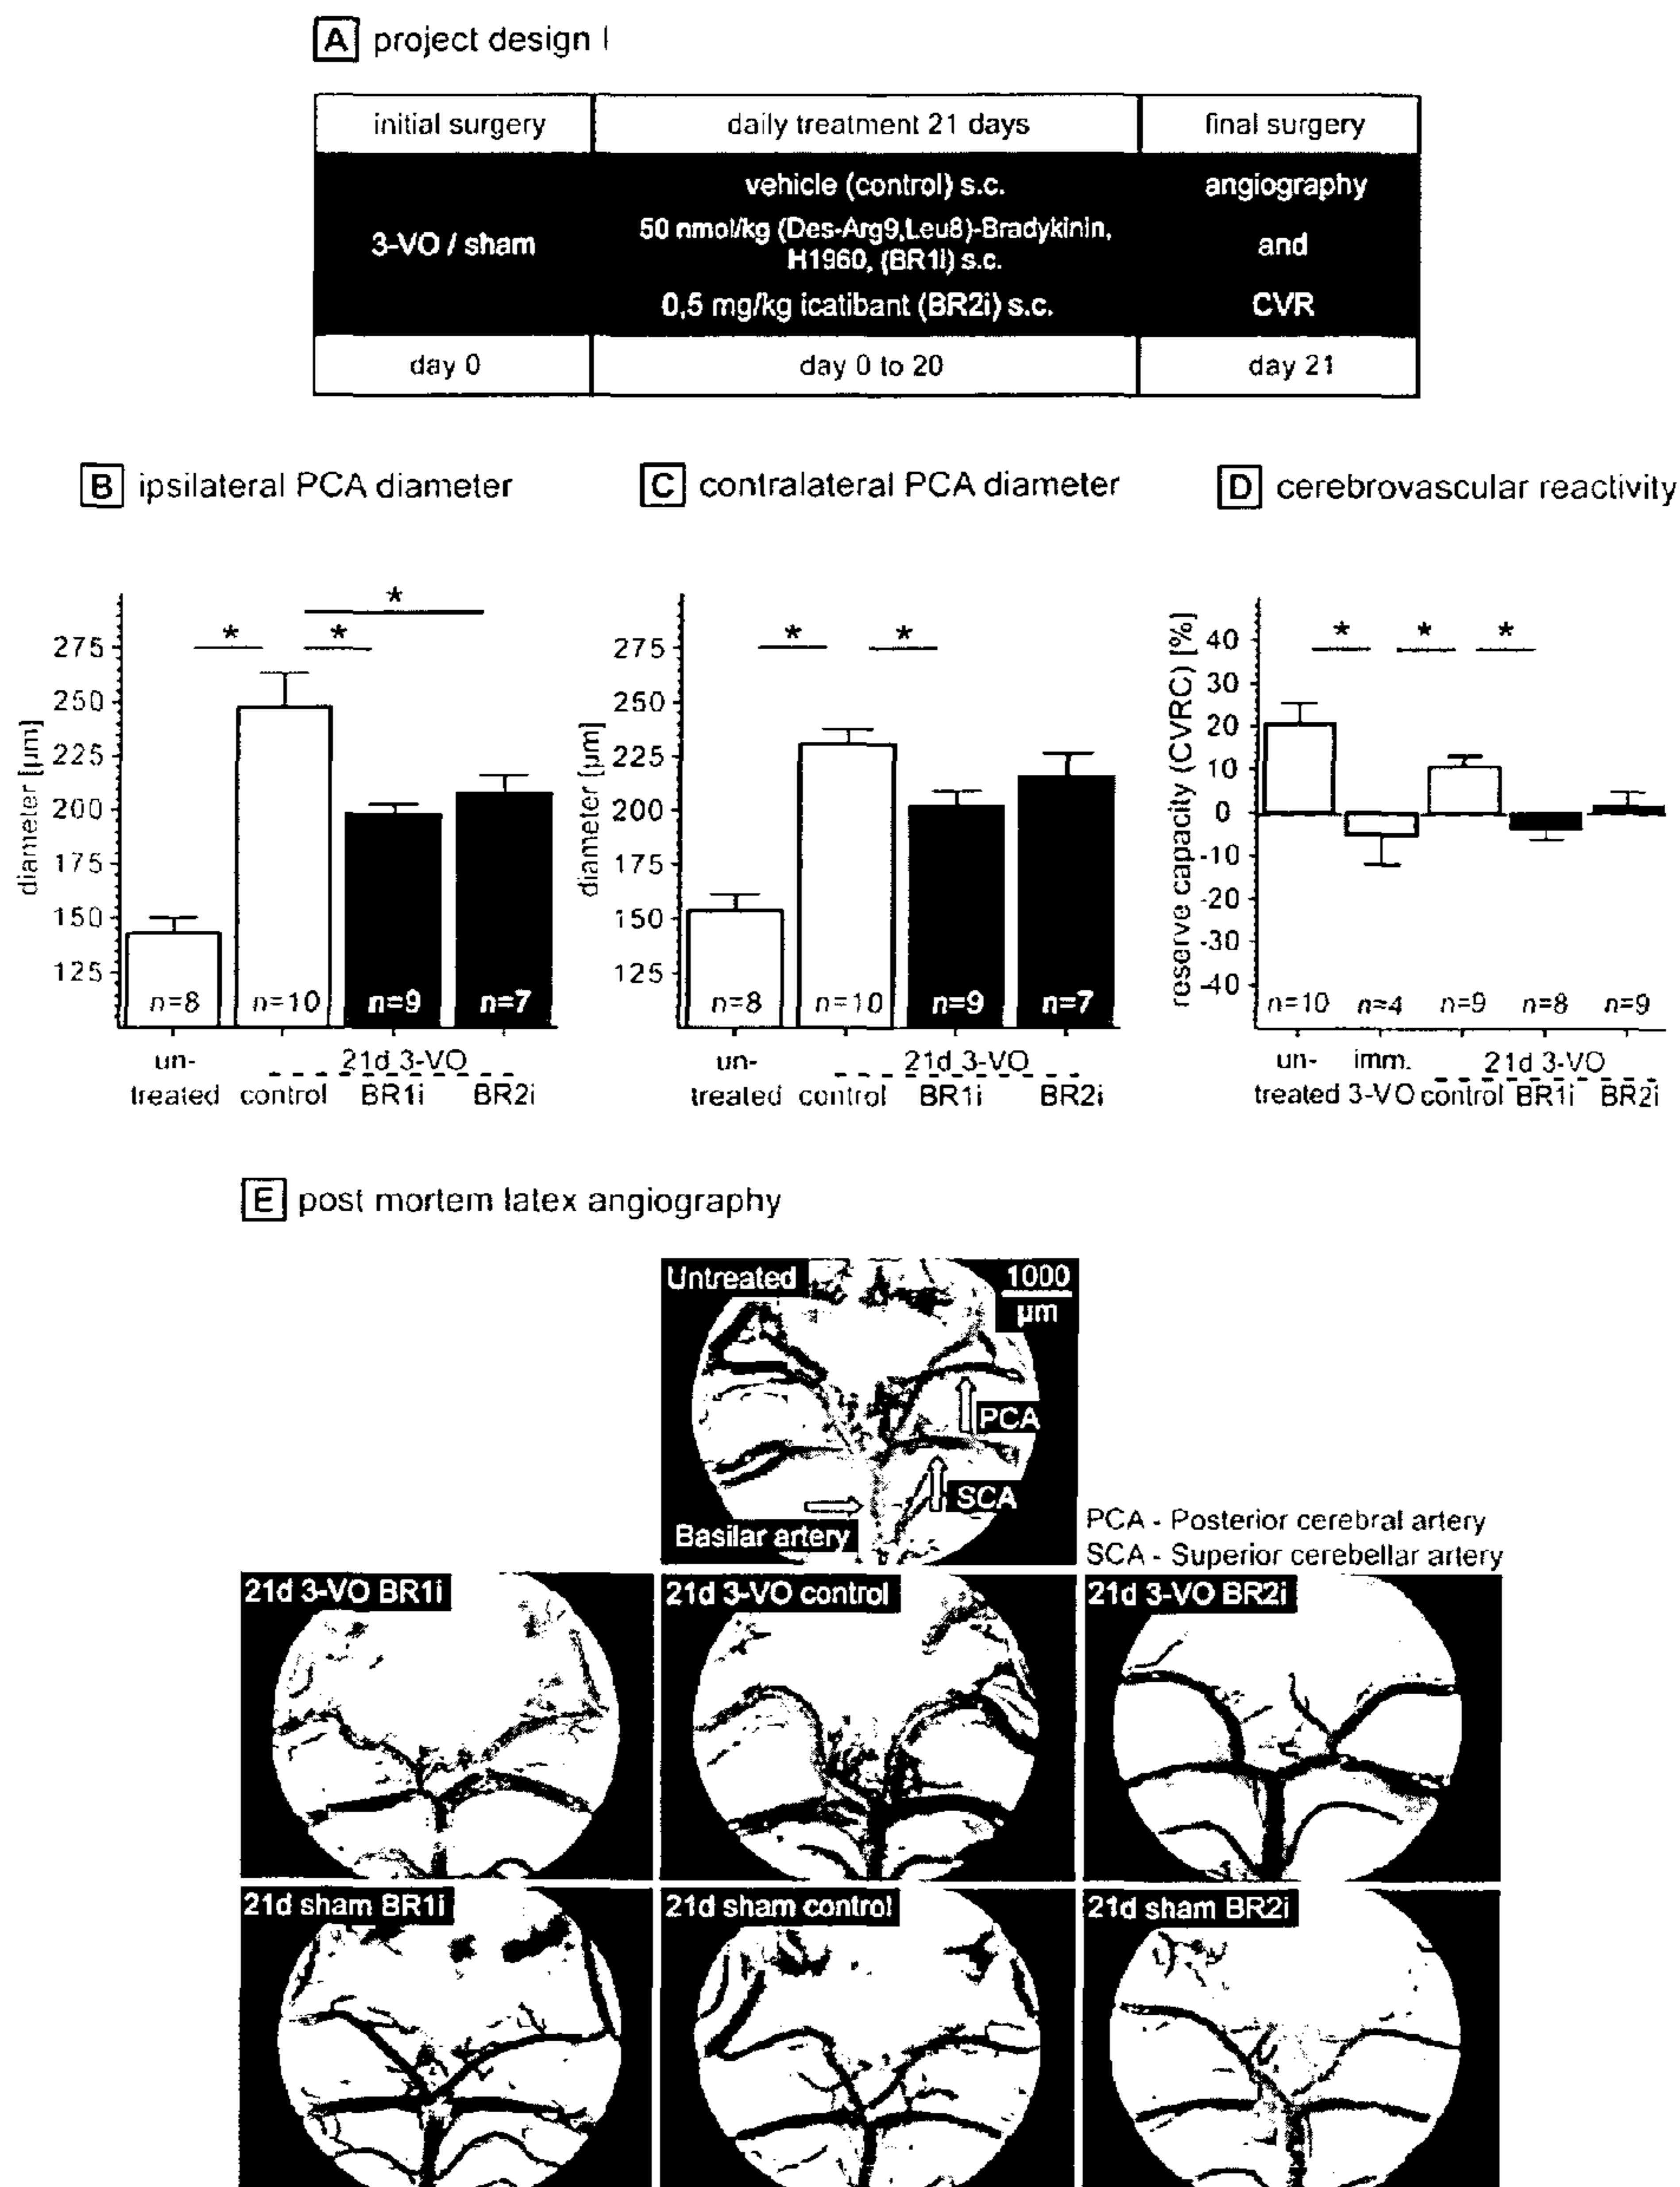 A project design I
initial surgery daily treatment 21 days final surgery
vehicle (control) s.c. angiography
3-VO / sham 50 nmol/kg (Des-Arg9,Leu8)-Bradykinin, and
H1960, (BR1i) s.c.
0,5 mg/kg icatibant (BR2i) s.c. CVR
day 0 day 0 to 20 day 21
B ipsilateral PCA diameter
diameter [µm]
275
250
225
200
175
150
125
* * *
n=8 n=10 n=9 n=7
un- 21d 3-VO
treated control BR1i BR2i
C contralateral PCA diameter
diameter [µm]
275
250
225
200
175
150
125
* *
n=8 n=10 n=9 n=7
un- 21d 3-VO
treated control BR1i BR2i
D cerebrovascular reactivity
reserve capacity (CVRC) [%]
40
30
20
10
0
-10
-20
-30
-40
* * *
n=10 n=4 n=9 n=8 n=9
un- imm. 21d 3-VO
treated 3-VO control BR1i BR2i
E post mortem latex angiography
Untreated 1000
µm
PCA
SCA
Basilar artery
PCA - Posterior cerebral artery
SCA - Superior cerebellar artery
21d 3-VO BR1i 21d 3-VO control 21d 3-VO BR2i
21d sham BR1i 21d sham control 21d sham BR2i